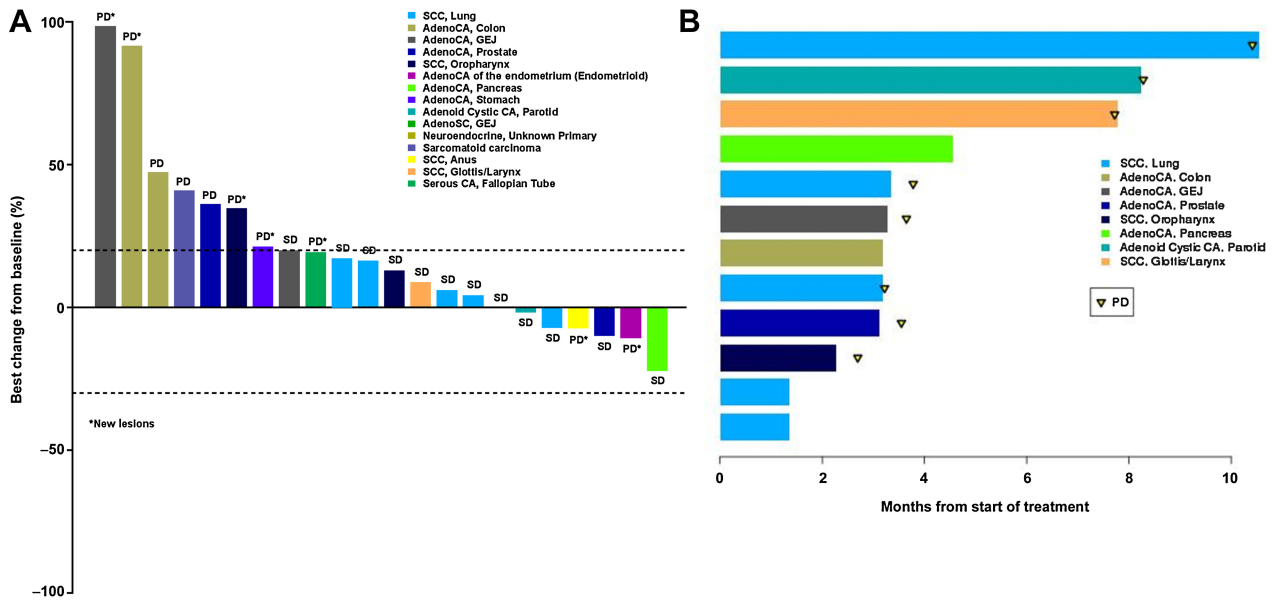 A
Best change from baseline (%)
100
50
0
−50
−100
PD*
PD*
PD
PD
PD
PD*
PD*
SD
PD*
SD
SD
SD
SD
SD
SD
SD
SD
SD
PD*
SD
PD*
SD
*New lesions
SCC, Lung
AdenoCA, Colon
AdenoCA, GEJ
AdenoCA, Prostate
SCC, Oropharynx
AdenoCA of the endometrium (Endometrioid)
AdenoCA, Pancreas
AdenoCA, Stomach
Adenoid Cystic CA, Parotid
AdenoSC, GEJ
Neuroendocrine, Unknown Primary
Sarcomatoid carcinoma
SCC, Anus
SCC, Glottis/Larynx
Serous CA, Falloplan Tube
B
SCC. Lung
AdenoCA. Colon
AdenoCA. GEJ
AdenoCA. Prostate
SCC. Oropharynx
AdenoCA. Pancreas
Adenoid Cystic CA. Parotid
SCC. Glottis/Larynx
PD
0 2 4 6 8 10
Months from start of treatment